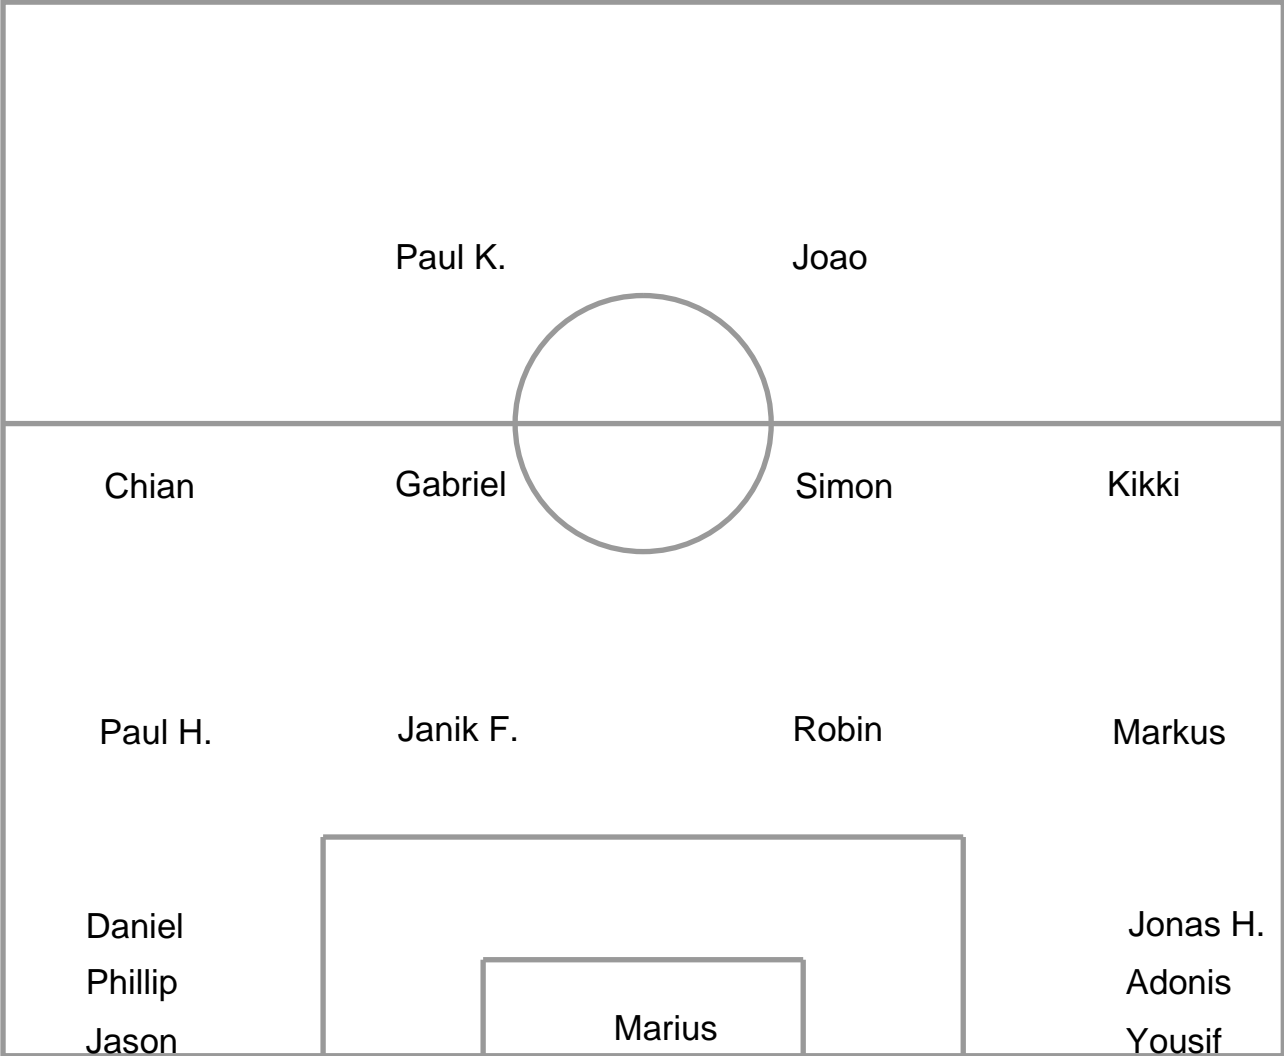 Paul K. Joao
Chian Gabriel Simon Kikki
Paul H. Janik F. Robin Markus
Daniel Jonas H.
Phillip Adonis
Marius
Jason Yousif